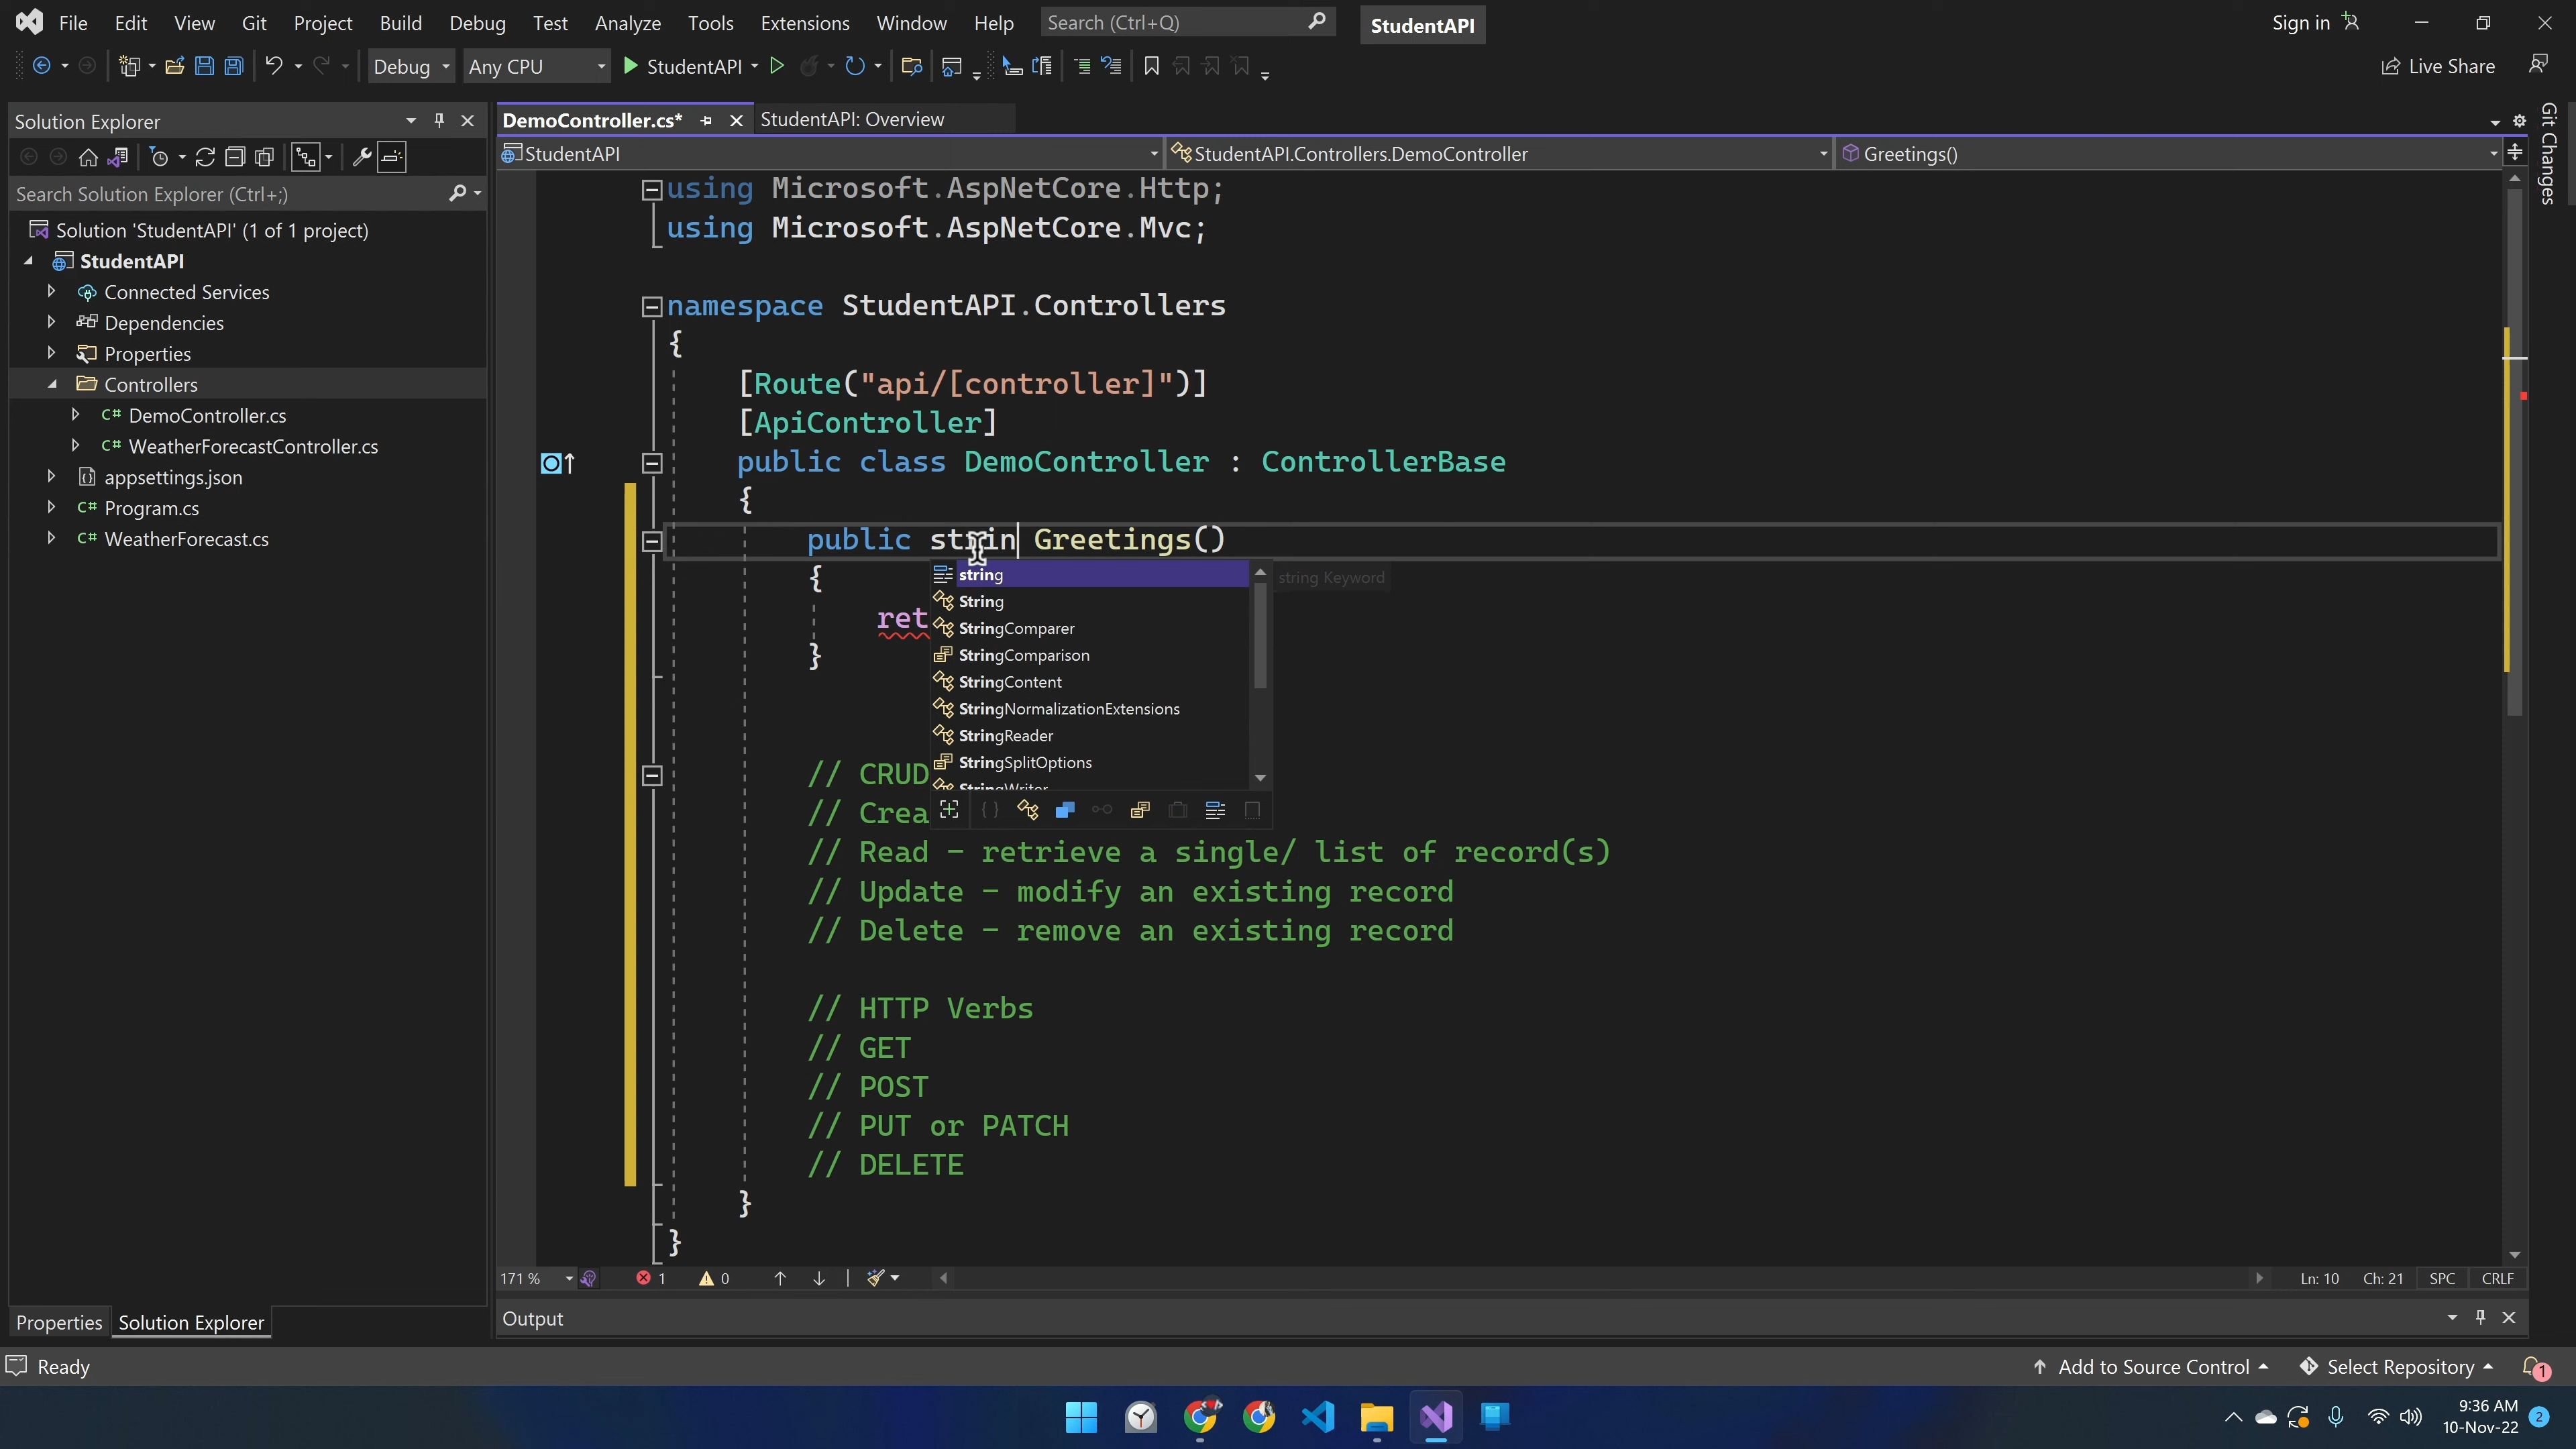 File Edit View Git Project Build Debug Test Analyze Tools Extensions Window Help Search (Ctrl+Q) StudentAPI Sign in
Debug Any CPU StudentAPI Live Share
Solution Explorer
Search Solution Explorer (Ctrl+;)
Solution 'StudentAPI' (1 of 1 project)
StudentAPI
Connected Services
Dependencies
Properties
Controllers
C# DemoController.cs
C# WeatherForecastController.cs
appsettings.json
C# Program.cs
C# WeatherForecast.cs
Properties Solution Explorer
DemoController.cs* StudentAPI: Overview
StudentAPI StudentAPI.Controllers.DemoController Greetings()
using Microsoft.AspNetCore.Http;
using Microsoft.AspNetCore.Mvc;
namespace StudentAPI.Controllers
{
[Route("api/[controller]")]
[ApiController]
public class DemoController : ControllerBase
{
public strin Greetings()
{
ret
}
string
String
StringComparer
StringComparison
StringContent
StringNormalizationExtensions
StringReader
StringSplitOptions
StringWriter
string Keyword
// CRUD
// Crea
// Read - retrieve a single/ list of record(s)
// Update - modify an existing record
// Delete - remove an existing record
// HTTP Verbs
// GET
// POST
// PUT or PATCH
// DELETE
}
}
171 % 1 0 Ln: 10 Ch: 21 SPC CRLF
Output
Git Changes
Ready Add to Source Control Select Repository 1
9:36 AM
10-Nov-22 2